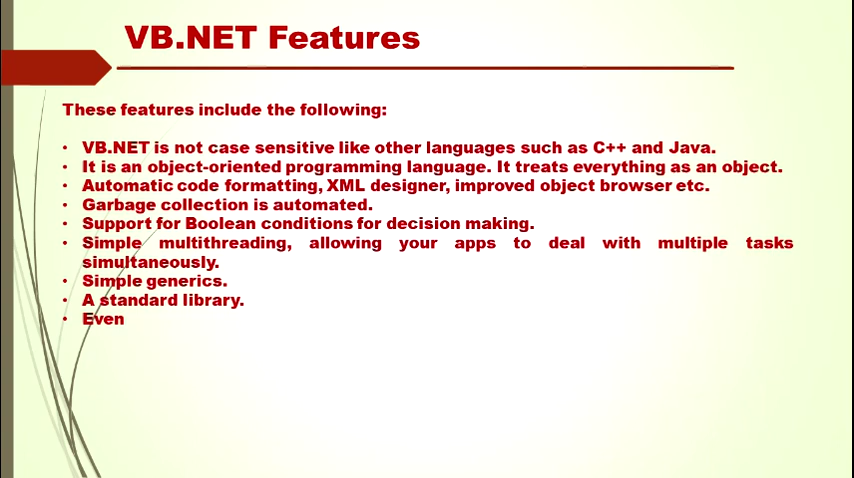 VB.NET Features
These features include the following:
• VB.NET is not case sensitive like other languages such as C++ and Java.
• It is an object-oriented programming language. It treats everything as an object.
• Automatic code formatting, XML designer, improved object browser etc.
• Garbage collection is automated.
• Support for Boolean conditions for decision making.
• Simple multithreading, allowing your apps to deal with multiple tasks
simultaneously.
• Simple generics.
• A standard library.
• Even